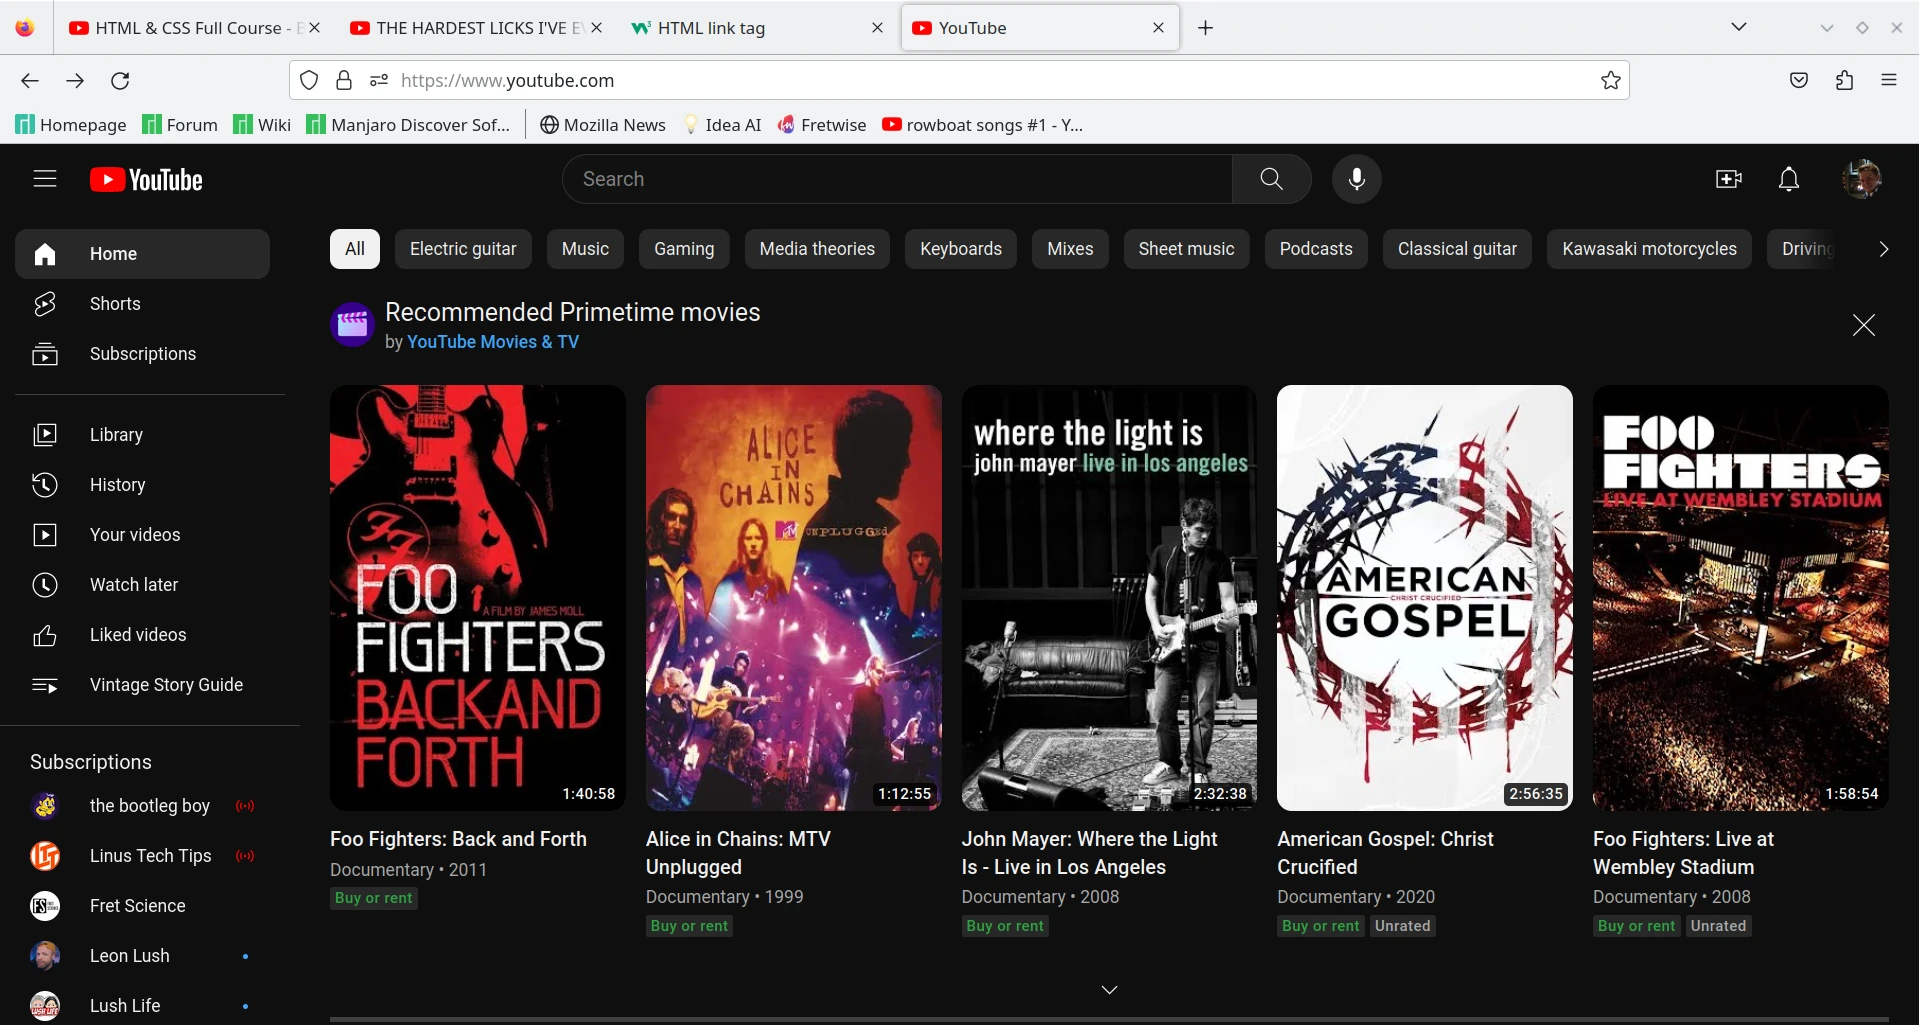 HTML & CSS Full Course -
THE HARDEST LICKS I'VE
HTML link tag
YouTube
https://www.youtube.com
Homepage
Forum
Wiki
Manjaro Discover Sof...
Mozilla News
Idea AI
Fretwise
rowboat songs #1 - Y...
YouTube
Search
Home
Shorts
Subscriptions
Library
History
Your videos
Watch later
Liked videos
Vintage Story Guide
Subscriptions
the bootleg boy
Linus Tech Tips
Fret Science
Leon Lush
Lush Life
All
Electric guitar
Music
Gaming
Media theories
Keyboards
Mixes
Sheet music
Podcasts
Classical guitar
Kawasaki motorcycles
Driving
Recommended Primetime movies
by YouTube Movies & TV
FF
FOO
A FILM BY JAMES MOLL
FIGHTERS
BACK AND
FORTH
1:40:58
Foo Fighters: Back and Forth
Documentary • 2011
Buy or rent
ALICE
IN
CHAINS
MTV UNPLUGGED
1:12:55
Alice in Chains: MTV
Unplugged
Documentary • 1999
Buy or rent
where the light is
john mayer live in los angeles
2:32:38
John Mayer: Where the Light
Is - Live in Los Angeles
Documentary • 2008
Buy or rent
AMERICAN
CHRIST CRUCIFIED
GOSPEL
2:56:35
American Gospel: Christ
Crucified
Documentary • 2020
Buy or rent
Unrated
FOO
FIGHTERS
LIVE AT WEMBLEY STADIUM
1:58:54
Foo Fighters: Live at
Wembley Stadium
Documentary • 2008
Buy or rent
Unrated